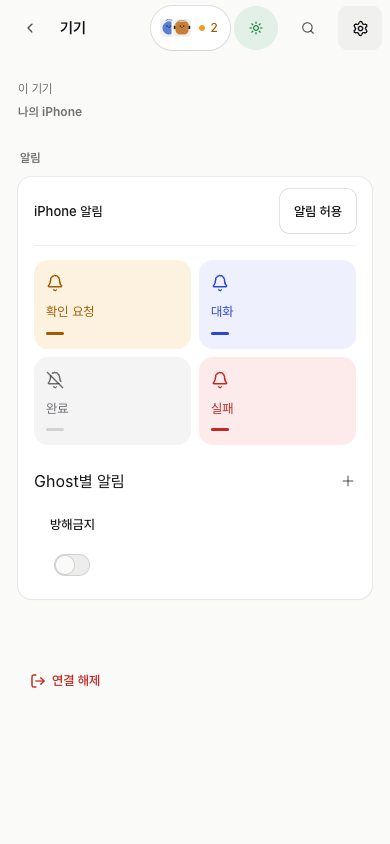 기기
2
이 기기
나의 iPhone
알림
iPhone 알림
알림 허용
확인 요청
대화
완료
실패
Ghost별 알림
방해금지
연결 해제